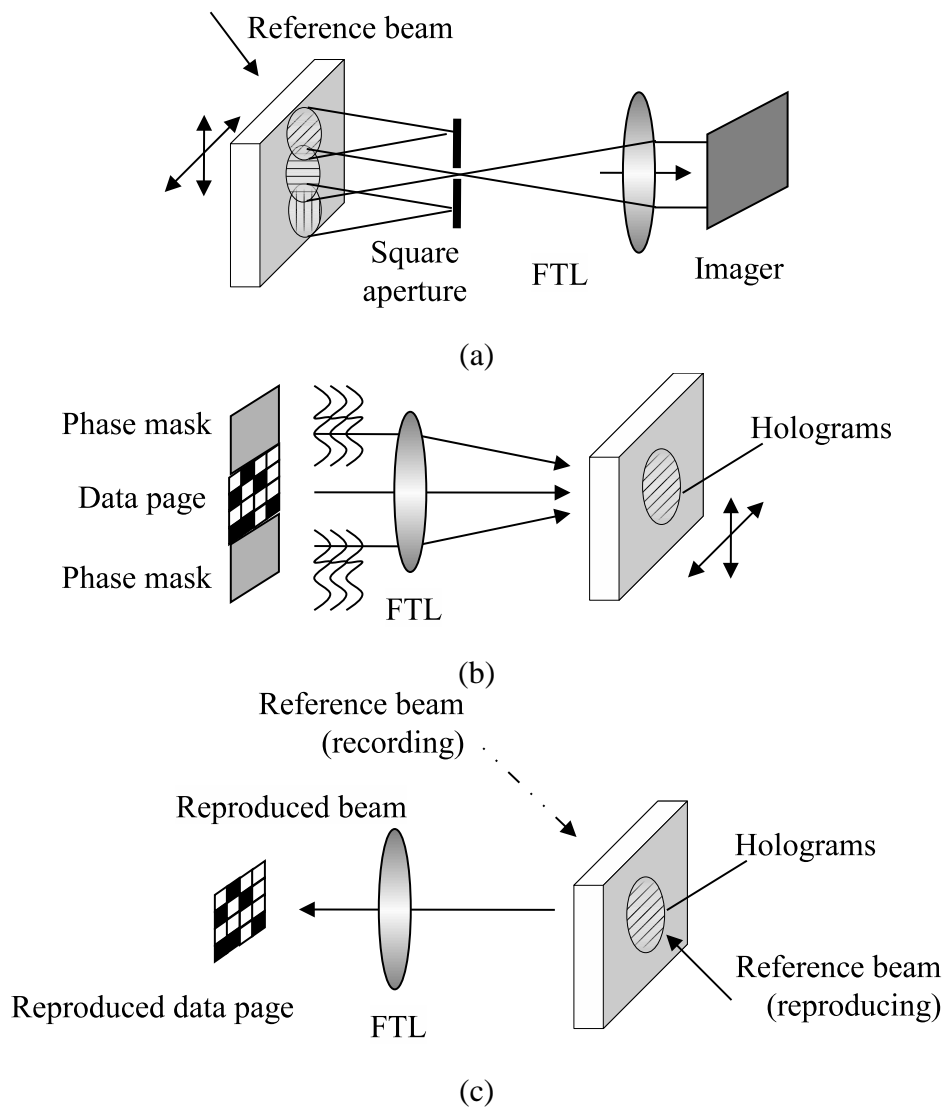 Reference beam
Square
aperture
FTL
Imager
(a)
Phase mask
Data page
Phase mask
FTL
Holograms
(b)
Reference beam
(recording)
Reproduced beam
Holograms
Reference beam
(reproducing)
Reproduced data page
FTL
(c)